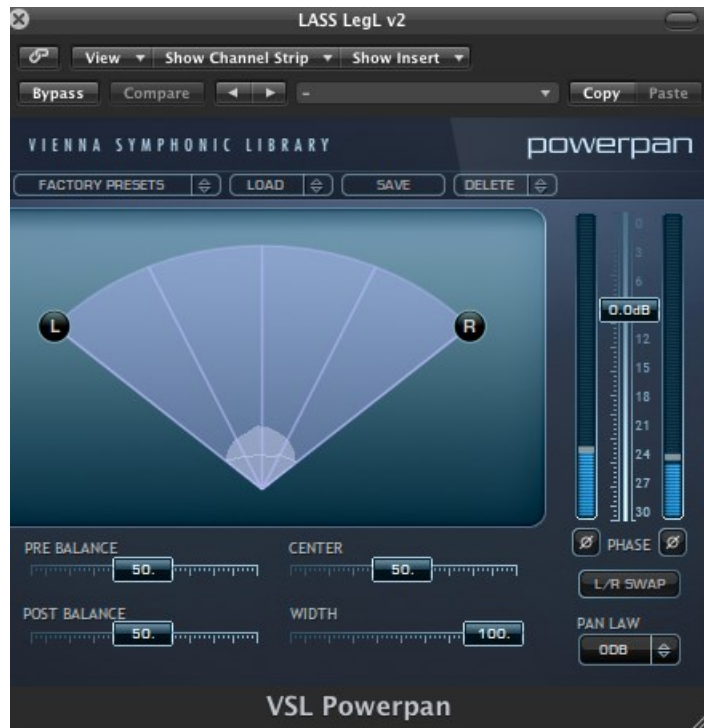 LASS LegL v2
View Show Channel Strip Show Insert
Bypass Compare - Copy Paste
VIENNA SYMPHONIC LIBRARY powerpan
FACTORY PRESETS LOAD SAVE DELETE
L R
0
3
6
0.0dB
12
15
18
21
24
27
30
PRE BALANCE 50. CENTER 50.
Ø PHASE Ø
L/R SWAP
POST BALANCE 50. WIDTH 100.
PAN LAW
0DB
VSL Powerpan